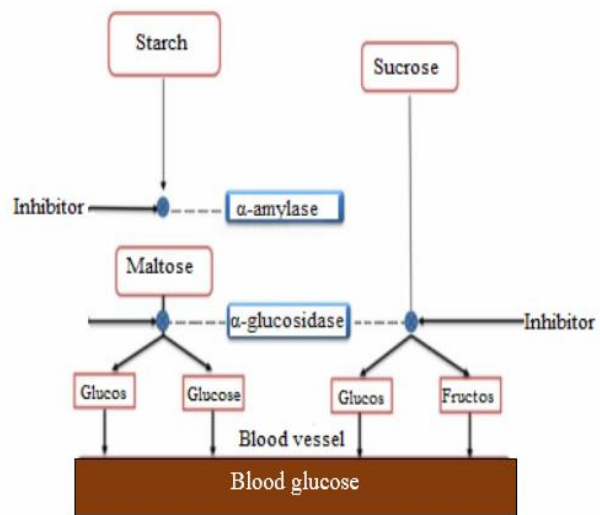 Starch
Sucrose
Inhibitor
α-amylase
Maltose
α-glucosidase
Inhibitor
Glucos
Glucose
Glucos
Fructos
Blood vessel
Blood glucose